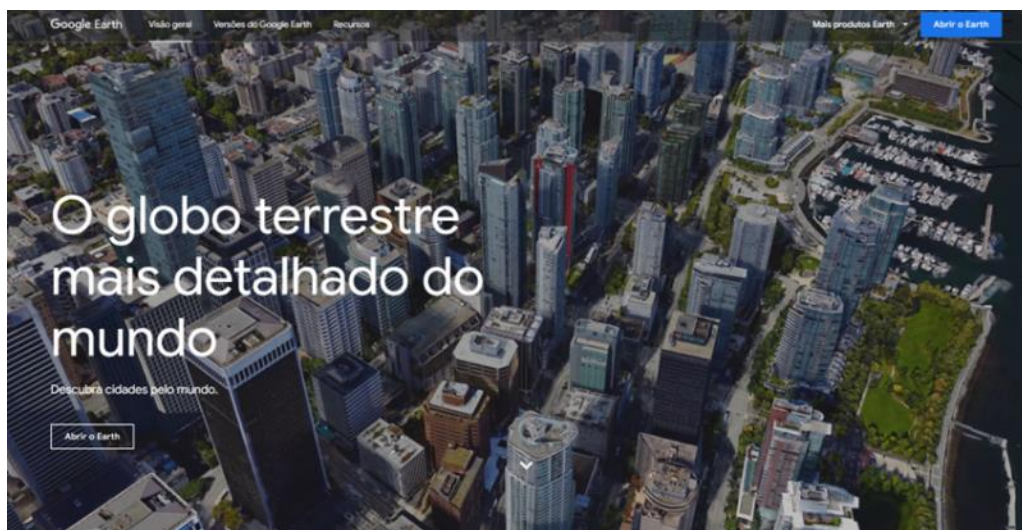 Google Earth
Visão geral
Versões do Google Earth
Recursos
Mais produtos Earth
Abrir o Earth
O globo terrestre
mais detalhado do
mundo
Descubra cidades pelo mundo.
Abrir o Earth